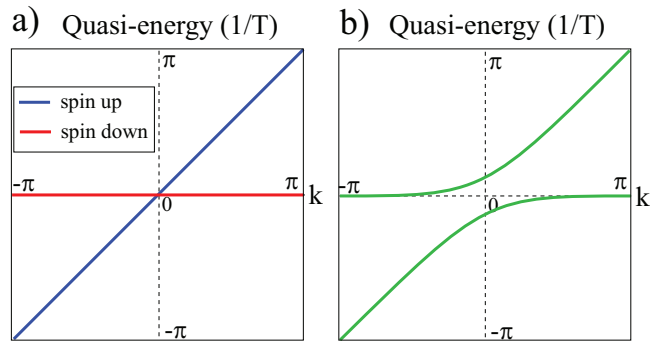 a) Quasi-energy (1/T)
π
spin up
spin down
-π
π
k
0
-π
b) Quasi-energy (1/T)
π
-π
π
k
0
-π